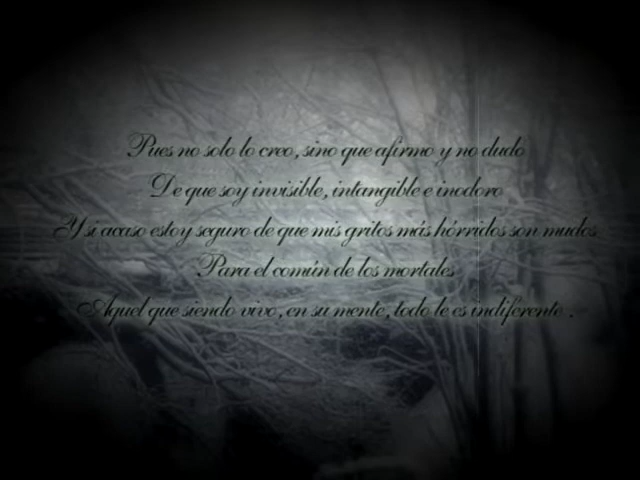 Pues no solo lo creo, sino que afirmo y no dudo
De que soy invisible, intangible e inodoro
Y si acaso estoy seguro de que mis gritos más hórridos son mudos
Para el común de los mortales
Aquel que siendo vivo, en su mente, todo le es indiferente .